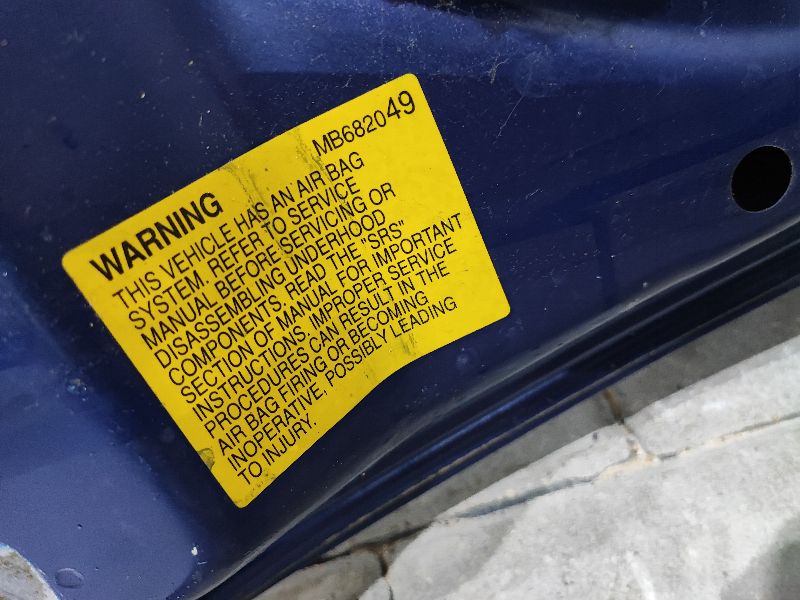 MB682049
WARNING
THIS VEHICLE HAS AN AIR BAG
SYSTEM. REFER TO SERVICE
MANUAL BEFORE SERVICING OR
DISASSEMBLING UNDERHOOD
COMPONENTS. READ THE "SRS"
SECTION OF MANUAL FOR IMPORTANT
INSTRUCTIONS. IMPROPER SERVICE
PROCEDURES CAN RESULT IN THE
AIR BAG FIRING OR BECOMING
INOPERATIVE. POSSIBLY LEADING
TO INJURY.